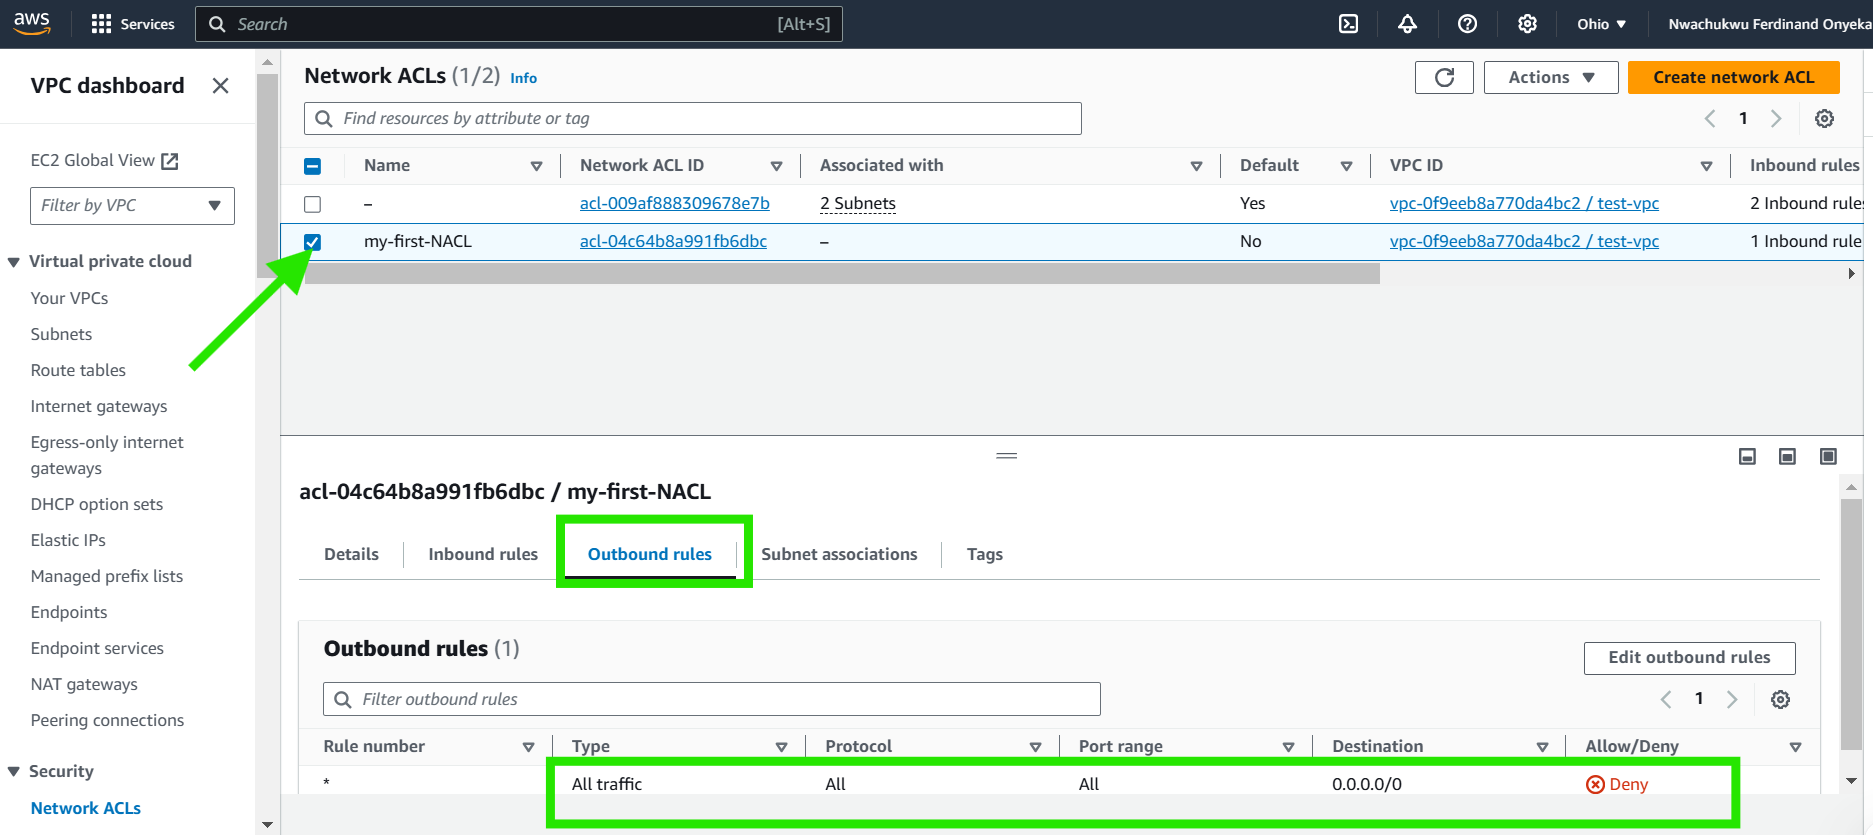 aws Services Search [Alt+S] Ohio Nwachukwu Ferdinand Onyeka
VPC dashboard
EC2 Global View
Filter by VPC
Virtual private cloud
Your VPCs
Subnets
Route tables
Internet gateways
Egress-only internet
gateways
DHCP option sets
Elastic IPs
Managed prefix lists
Endpoints
Endpoint services
NAT gateways
Peering connections
Security
Network ACLs
Network ACLs (1/2) Info
Actions
Create network ACL
Find resources by attribute or tag
1
Name Network ACL ID Associated with Default VPC ID Inbound rules
– acl-009af888309678e7b 2 Subnets Yes vpc-0f9eeb8a770da4bc2 / test-vpc 2 Inbound rules
my-first-NACL acl-04c64b8a991fb6dbc – No vpc-0f9eeb8a770da4bc2 / test-vpc 1 Inbound rule
acl-04c64b8a991fb6dbc / my-first-NACL
Details Inbound rules Outbound rules Subnet associations Tags
Outbound rules (1)
Edit outbound rules
Filter outbound rules
1
Rule number Type Protocol Port range Destination Allow/Deny
* All traffic All All 0.0.0.0/0 Deny